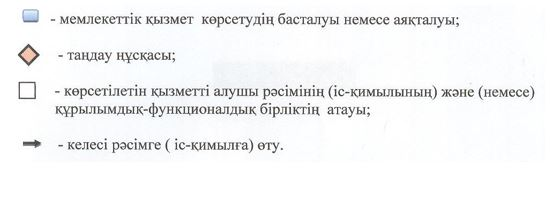 - мемлекеттік қызмет көрсетудің басталуы немесе аяқталуы;
- таңдау нұсқасы;
- көрсетілетін қызметті алушы рәсімінің (іс-қимылының) және (немесе)
құрылымдық-функционалдық бірліктің атауы;
- келесі рәсімге ( іс-қимылға) өту.